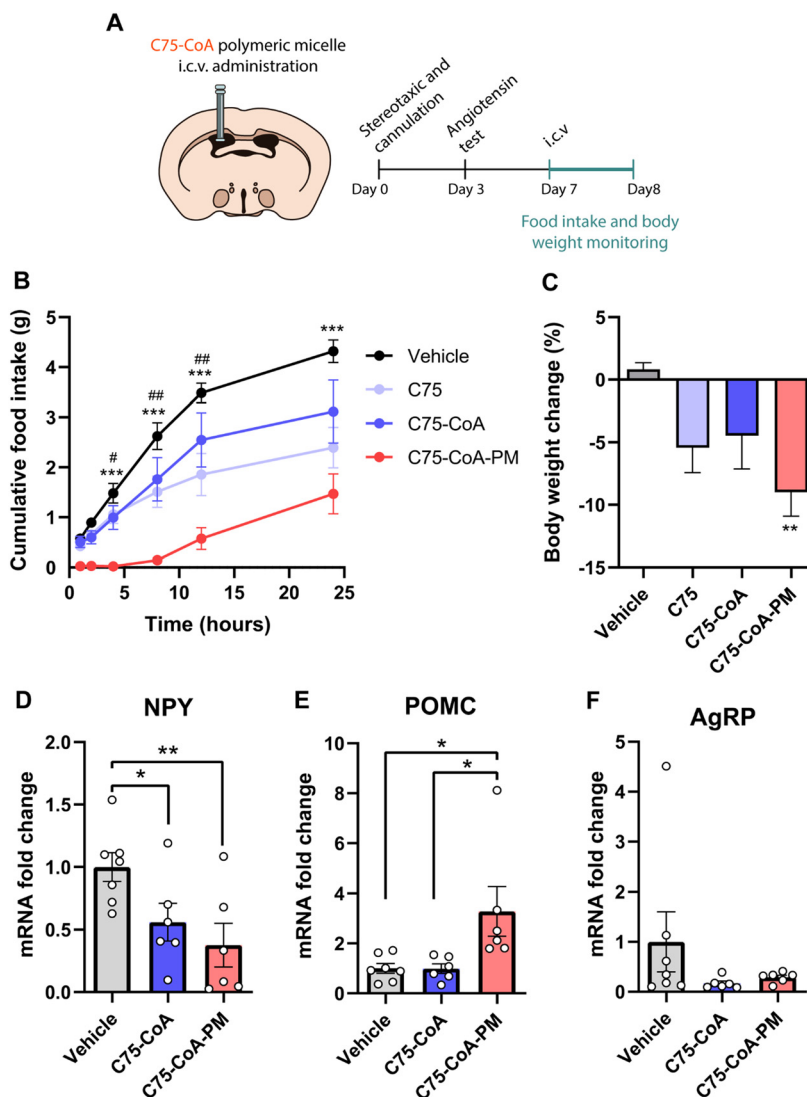 A
C75-CoA polymeric micelle
i.c.v. administration
Stereotaxic and
cannulation
Angiotensin
test
i.c.v
Day 0
Day 3
Day 7
Day8
Food intake and body
weight monitoring
B
Cumulative food intake (g)
5
4
3
2
1
0
0
5
10
15
20
25
Time (hours)
#
***
##
***
##
***
***
Vehicle
C75
C75-CoA
C75-CoA-PM
C
Body weight change (%)
5
0
-5
-10
-15
**
Vehicle
C75
C75-CoA
C75-CoA-PM
D
NPY
mRNA fold change
2.0
1.5
1.0
0.5
0.0
**
*
Vehicle
C75-CoA
C75-CoA-PM
E
POMC
mRNA fold change
10
8
6
4
2
0
*
*
Vehicle
C75-CoA
C75-CoA-PM
F
AgRP
mRNA fold change
5
4
3
2
1
0
Vehicle
C75-CoA
C75-CoA-PM